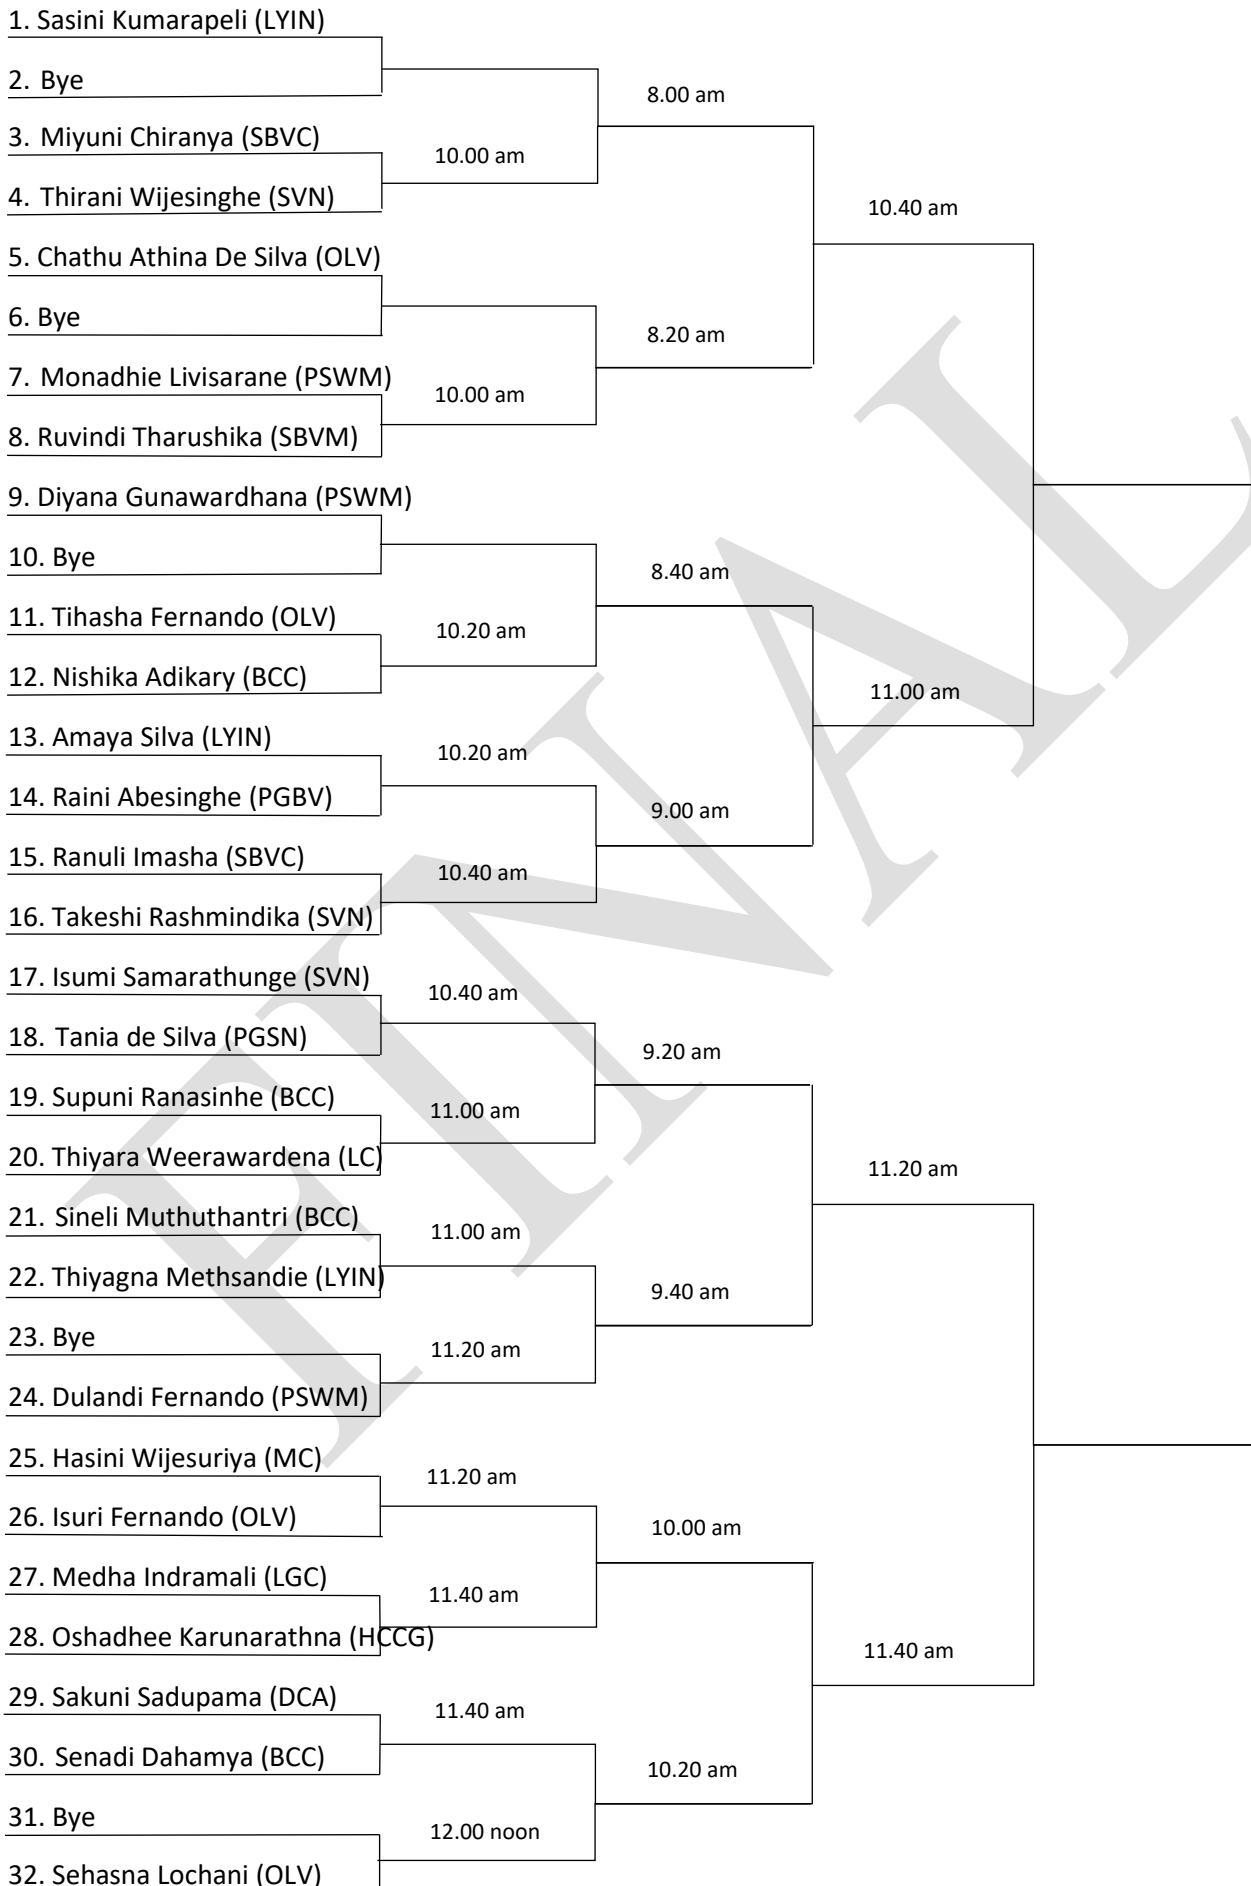 1. Sasini Kumarapeli (LYIN)
2. Bye
8.00 am
3. Miyuni Chiranya (SBVC)
10.00 am
4. Thirani Wijesinghe (SVN)
10.40 am
5. Chathu Athina De Silva (OLV)
6. Bye
8.20 am
7. Monadhie Livisarane (PSWM)
10.00 am
8. Ruvindi Tharushika (SBVM)
9. Diyana Gunawardhana (PSWM)
10. Bye
8.40 am
11. Tihasha Fernando (OLV)
10.20 am
12. Nishika Adikary (BCC)
11.00 am
13. Amaya Silva (LYIN)
10.20 am
14. Raini Abesinghe (PGBV)
9.00 am
15. Ranuli Imasha (SBVC)
10.40 am
16. Takeshi Rashmindika (SVN)
17. Isumi Samarathunge (SVN)
10.40 am
18. Tania de Silva (PGSN)
9.20 am
19. Supuni Ranasinhe (BCC)
11.00 am
20. Thiyara Weerawardena (LC)
11.20 am
21. Sineli Muthuthantri (BCC)
11.00 am
22. Thiyagna Methsandie (LYIN)
9.40 am
23. Bye
11.20 am
24. Dulandi Fernando (PSWM)
25. Hasini Wijesuriya (MC)
11.20 am
26. Isuri Fernando (OLV)
10.00 am
27. Medha Indramali (LGC)
11.40 am
28. Oshadhee Karunarathna (HCCG)
11.40 am
29. Sakuni Sadupama (DCA)
11.40 am
30. Senadi Dahamya (BCC)
10.20 am
31. Bye
12.00 noon
32. Sehasna Lochani (OLV)
FINAL